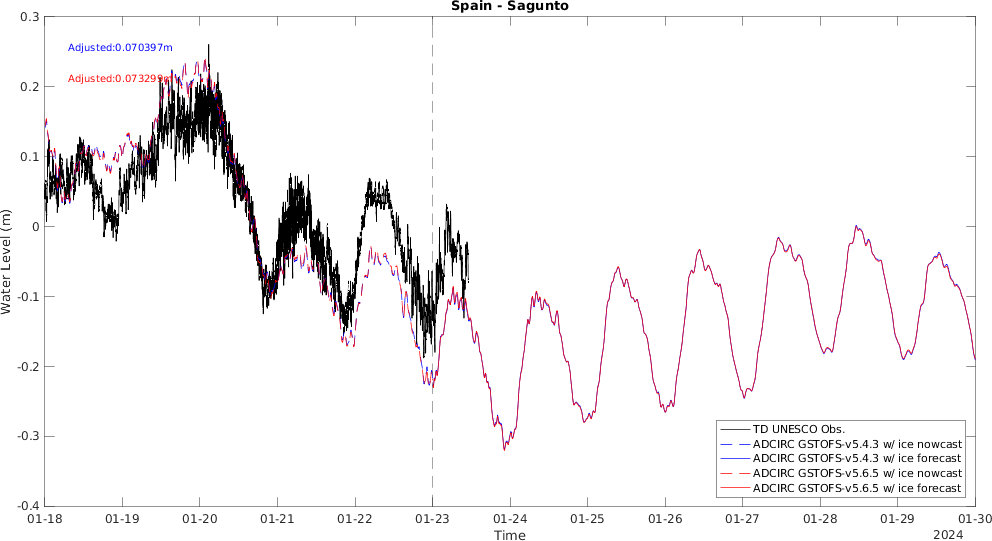 Spain - Sagunto
Adjusted:0.070397m
Adjusted:0.073299m
Water Level (m)
0.3
0.2
0.1
0
-0.1
-0.2
-0.3
-0.4
TD UNESCO Obs.
ADCIRC GSTOFS-v5.4.3 w/ ice nowcast
ADCIRC GSTOFS-v5.4.3 w/ ice forecast
ADCIRC GSTOFS-v5.6.5 w/ ice nowcast
ADCIRC GSTOFS-v5.6.5 w/ ice forecast
01-18 01-19 01-20 01-21 01-22 01-23 01-24 01-25 01-26 01-27 01-28 01-29 01-30
Time
2024